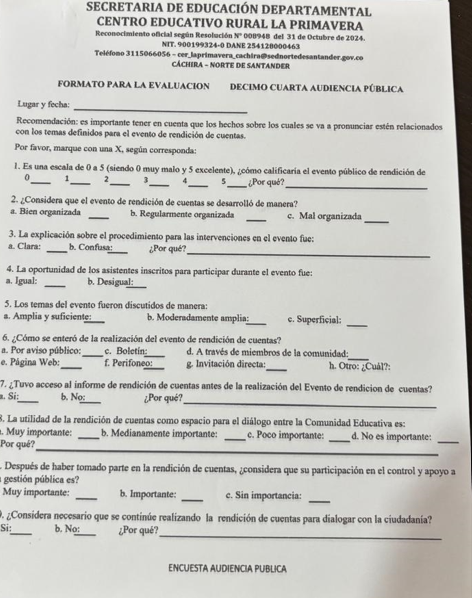 SECRETARIA DE EDUCACIÓN DEPARTAMENTAL
CENTRO EDUCATIVO RURAL LA PRIMAVERA
Reconocimiento oficial según Resolución Nº 008948 del 31 de Octubre de 2024.
NIT. 900199324-0 DANE 254128000463
Teléfono 3115066056 - cer_laprimavera_cachira@sednortedesantander.gov.co
CÁCHIRA – NORTE DE SANTANDER
FORMATO PARA LA EVALUACION DECIMO CUARTA AUDIENCIA PÚBLICA
Lugar y fecha: ____
Recomendación: es importante tener en cuenta que los hechos sobre los cuales se va a pronunciar estén relacionados
con los temas definidos para el evento de rendición de cuentas.
Por favor, marque con una X, según corresponda:
1. Es una escala de 0 a 5 (siendo 0 muy malo y 5 excelente), ¿cómo calificaría el evento público de rendición de
0____ 1____ 2____ 3____ 4____ 5____¿Por qué?____
2. ¿Considera que el evento de rendición de cuentas se desarrolló de manera?
a. Bien organizada ____ b. Regularmente organizada ____ c. Mal organizada ____
3. La explicación sobre el procedimiento para las intervenciones en el evento fue:
a. Clara: ____ b. Confusa:____ ¿Por qué?____
4. La oportunidad de los asistentes inscritos para participar durante el evento fue:
a. Igual: ____ b. Desigual:____
5. Los temas del evento fueron discutidos de manera:
a. Amplia y suficiente:____ b. Moderadamente amplia:____ c. Superficial: ____
6. ¿Cómo se enteró de la realización del evento de rendición de cuentas?
a. Por aviso público:____ c. Boletín:____ d. A través de miembros de la comunidad:____
e. Página Web:____ f. Perifoneo:____ g. Invitación directa:____ h. Otro: ¿Cuál?:
7. ¿Tuvo acceso al informe de rendición de cuentas antes de la realización del Evento de rendicion de cuentas?
a. Si:____ b. No:____ ¿Por qué?____
8. La utilidad de la rendición de cuentas como espacio para el diálogo entre la Comunidad Educativa es:
. Muy importante: ____ b. Medianamente importante: ____ c. Poco importante: ____ d. No es importante: ____
Por qué?____
. Después de haber tomado parte en la rendición de cuentas, ¿considera que su participación en el control y apoyo a
gestión pública es?
Muy importante: ____ b. Importante: ____ c. Sin importancia: ____
0. ¿Considera necesario que se continúe realizando la rendición de cuentas para dialogar con la ciudadanía?
Si:____ b. No:____ ¿Por qué?____
ENCUESTA AUDIENCIA PUBLICA